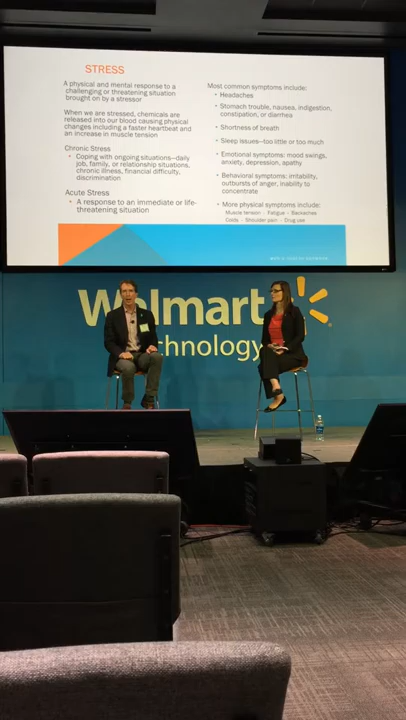 STRESS
A physical and mental response to a
challenging or threatening situation
brought on by a stressor
When we are stressed, chemicals are
released into our blood causing physical
changes including a faster heartbeat and
an increase in muscle tension
Chronic Stress
• Coping with ongoing situations—daily
job, family, or relationship situations,
chronic illness, financial difficulty,
discrimination
Acute Stress
• A response to an immediate or life-
threatening situation
Most common symptoms include:
• Headaches
• Stomach trouble, nausea, indigestion,
constipation, or diarrhea
• Shortness of breath
• Sleep issues—too little or too much
• Emotional symptoms: mood swings,
anxiety, depression, apathy
• Behavioral symptoms: irritability,
outbursts of anger, inability to
concentrate
• More physical symptoms include:
Muscle tension - Fatigue - Backaches
Colds - Shoulder pain - Drug use
Walmart
chnology